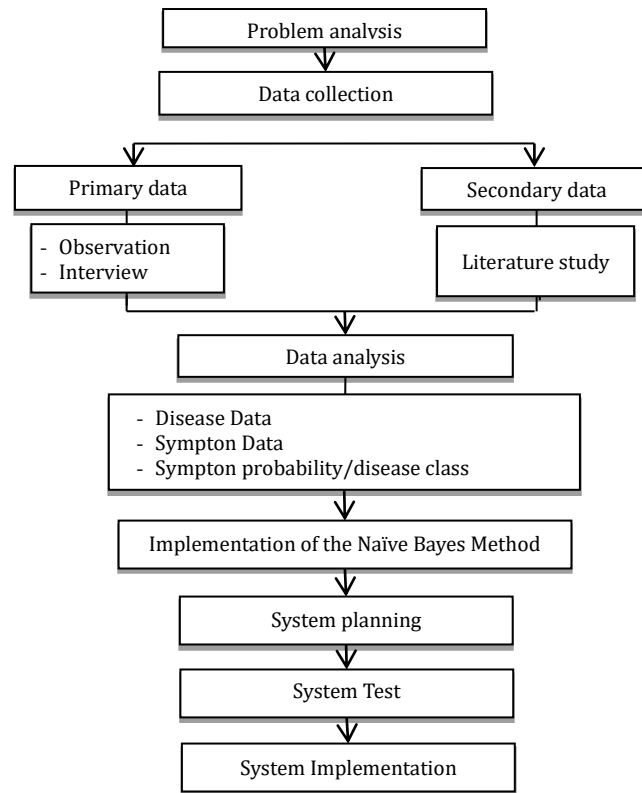 Problem analysis
Data collection
Primary data
Secondary data
- Observation
- Interview
Literature study
Data analysis
- Disease Data
- Sympton Data
- Sympton probability/disease class
Implementation of the Naïve Bayes Method
System planning
System Test
System Implementation